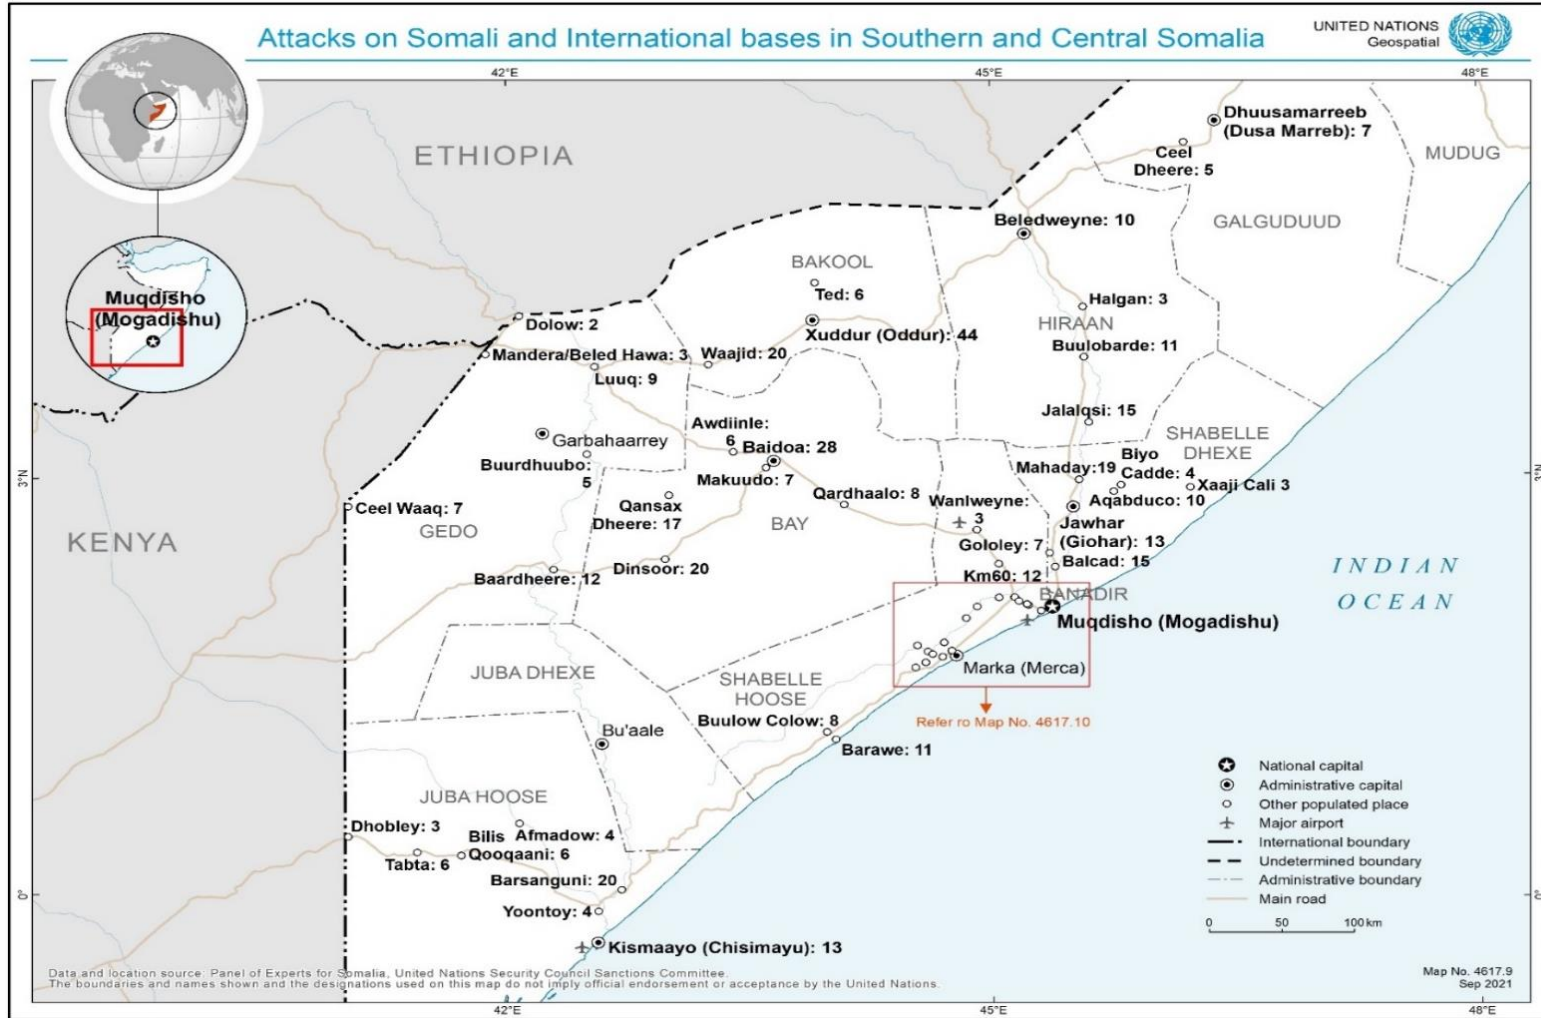 Attacks on Somali and International bases in Southern and Central Somalia
UNITED NATIONS
Geospatial
42°E
45°E
48°E
ETHIOPIA
Dhuusamarreeb
(Dusa Marreb): 7
Ceel
Dheere: 5
MUDUG
GALGUDUUD
Beledweyne: 10
BAKOOL
Ted: 6
Muqdisho
(Mogadishu)
Halgan: 3
HIRAAN
Dolow: 2
Xuddur (Oddur): 44
Mandera/Beled Hawa: 3
Waajid: 20
Buulobarde: 11
Luuq: 9
Jalalqsi: 15
Awdiinle:
6
Baidoa: 28
SHABELLE
DHEXE
Garbahaarrey
Buurdhuubo:
5
Makuudo: 7
Mahaday:19
Biyo
Cadde: 4
Xaaji Cali 3
Aqabduco: 10
3°N
3°N
Ceel Waaq: 7
GEDO
Qansax
Dheere: 17
BAY
Qardhaalo: 8
Wanlweyne:
3
Jawhar
(Giohar): 13
KENYA
Gololey: 7
Balcad: 15
Baardheere: 12
Dinsoor: 20
Km60: 12
BANADIR
INDIAN
OCEAN
Muqdisho (Mogadishu)
Marka (Merca)
JUBA DHEXE
SHABELLE
HOOSE
Refer ro Map No. 4617.10
Buulow Colow: 8
Barawe: 11
Bu'aale
JUBA HOOSE
Dhobley: 3
Bilis
Qooqaani: 6
Afmadow: 4
Tabta: 6
Barsanguni: 20
Yoontoy: 4
Kismaayo (Chisimayu): 13
0°
0°
National capital
Administrative capital
Other populated place
Major airport
International boundary
Undetermined boundary
Administrative boundary
Main road
0 50 100 km
Data and location source: Panel of Experts for Somalia, United Nations Security Council Sanctions Committee.
The boundaries and names shown and the designations used on this map do not imply official endorsement or acceptance by the United Nations.
Map No. 4617.9
Sep 2021
42°E
45°E
48°E